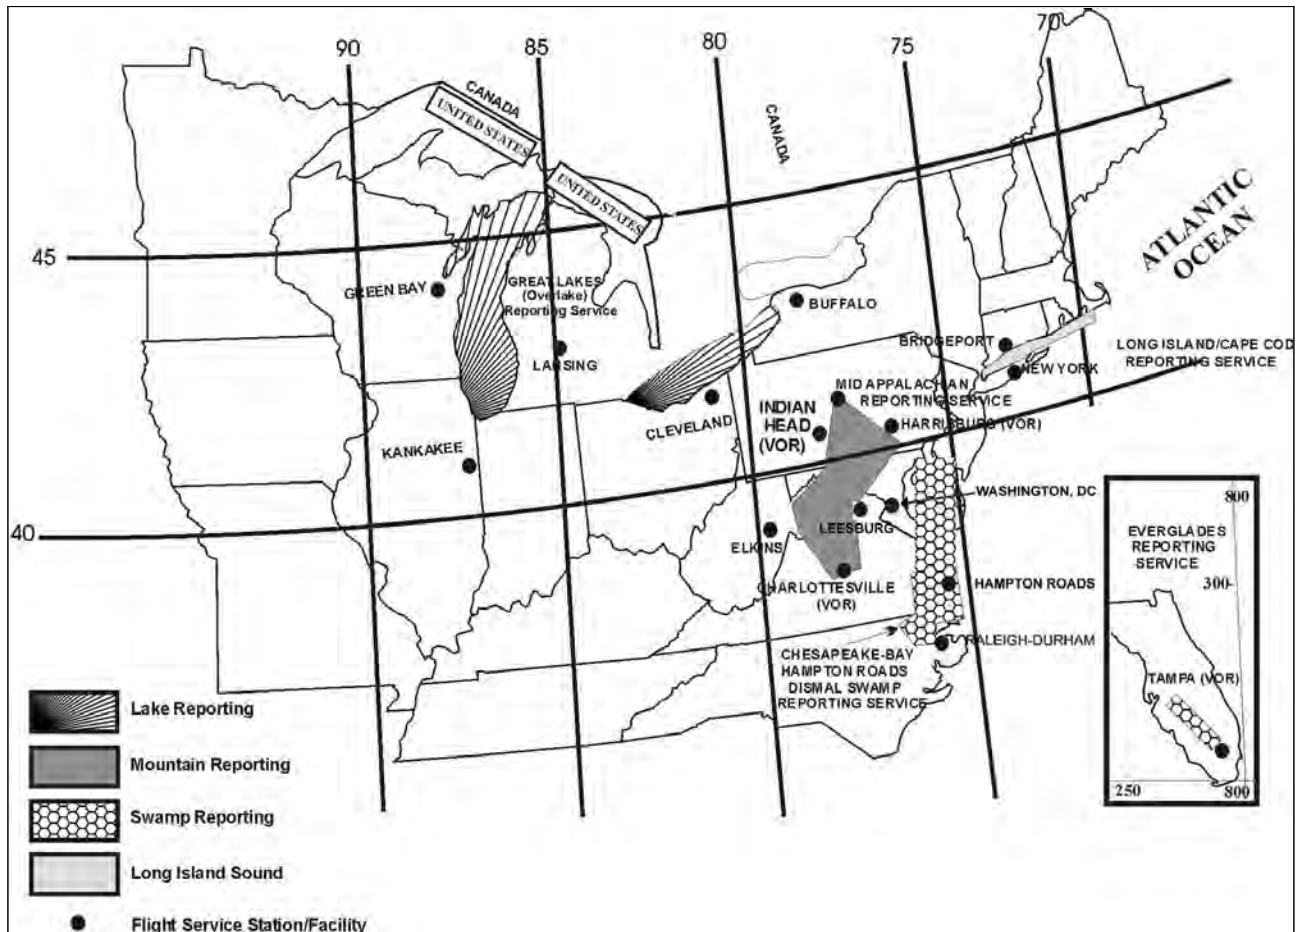 90
85
80
75
70
CANADA
UNITED STATES
CANADA
UNITED STATES
ATLANTIC
OCEAN
45
GREEN BAY
GREAT LAKES
(Overlake)
Reporting Service
BUFFALO
LANSING
BRIDGEPORT
LONG ISLAND/CAPE COD
REPORTING SERVICE
NEW YORK
MID APPALACHIAN
REPORTING SERVICE
INDIAN
HEAD
(VOR)
HARRISBURG (VOR)
CLEVELAND
KANKAKEE
WASHINGTON, DC
40
LEESBURG
ELKINS
CHARLOTTESVILLE
(VOR)
HAMPTON ROADS
RALEIGH-DURHAM
CHESAPEAKE-BAY
HAMPTON ROADS
DISMAL SWAMP
REPORTING SERVICE
800
EVERGLADES
REPORTING
SERVICE
300
TAMPA (VOR)
250
800
Lake Reporting
Mountain Reporting
Swamp Reporting
Long Island Sound
Flight Service Station/Facility